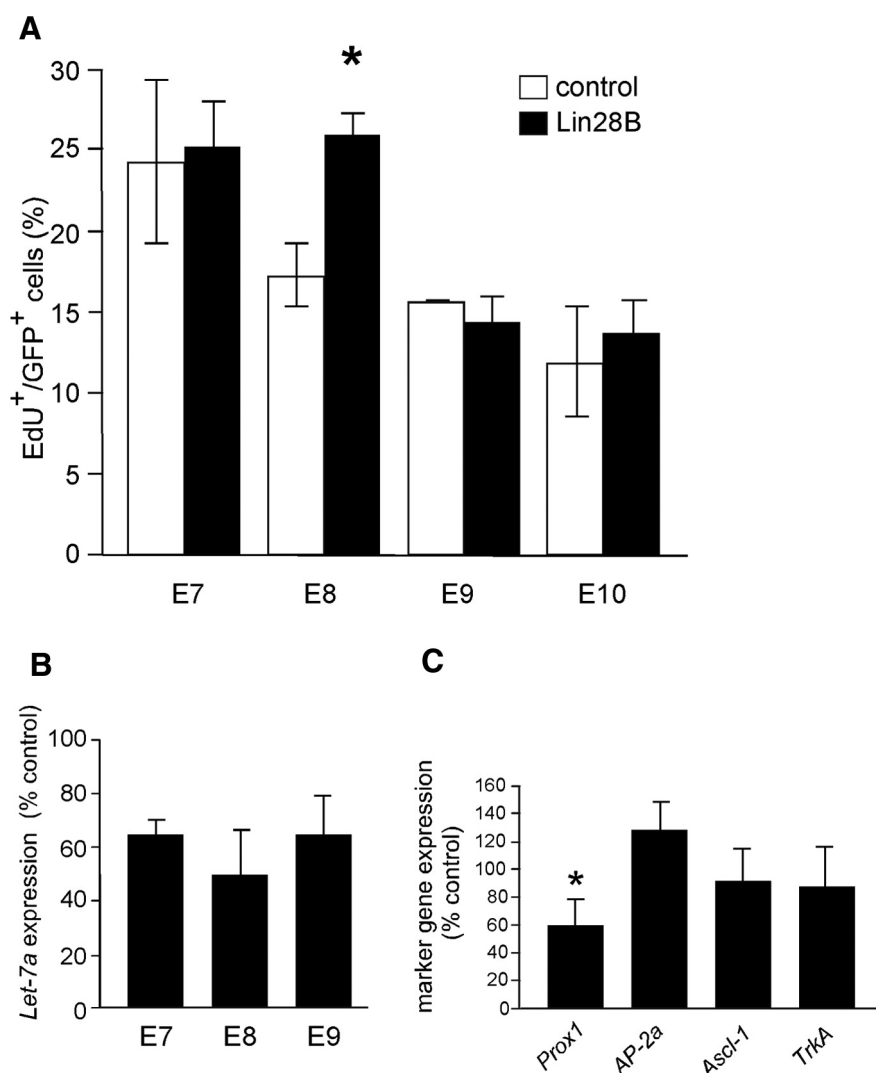 A
*
EdU+/GFP+ cells (%)
30
25
20
15
10
5
0
control
Lin28B
E7 E8 E9 E10
B
Let-7a expression (% control)
100
80
60
40
20
0
E7 E8 E9
C
marker gene expression
(% control)
160
140
120
100
80
60
40
20
0
*
Prox1 AP-2a Ascl-1 TrkA